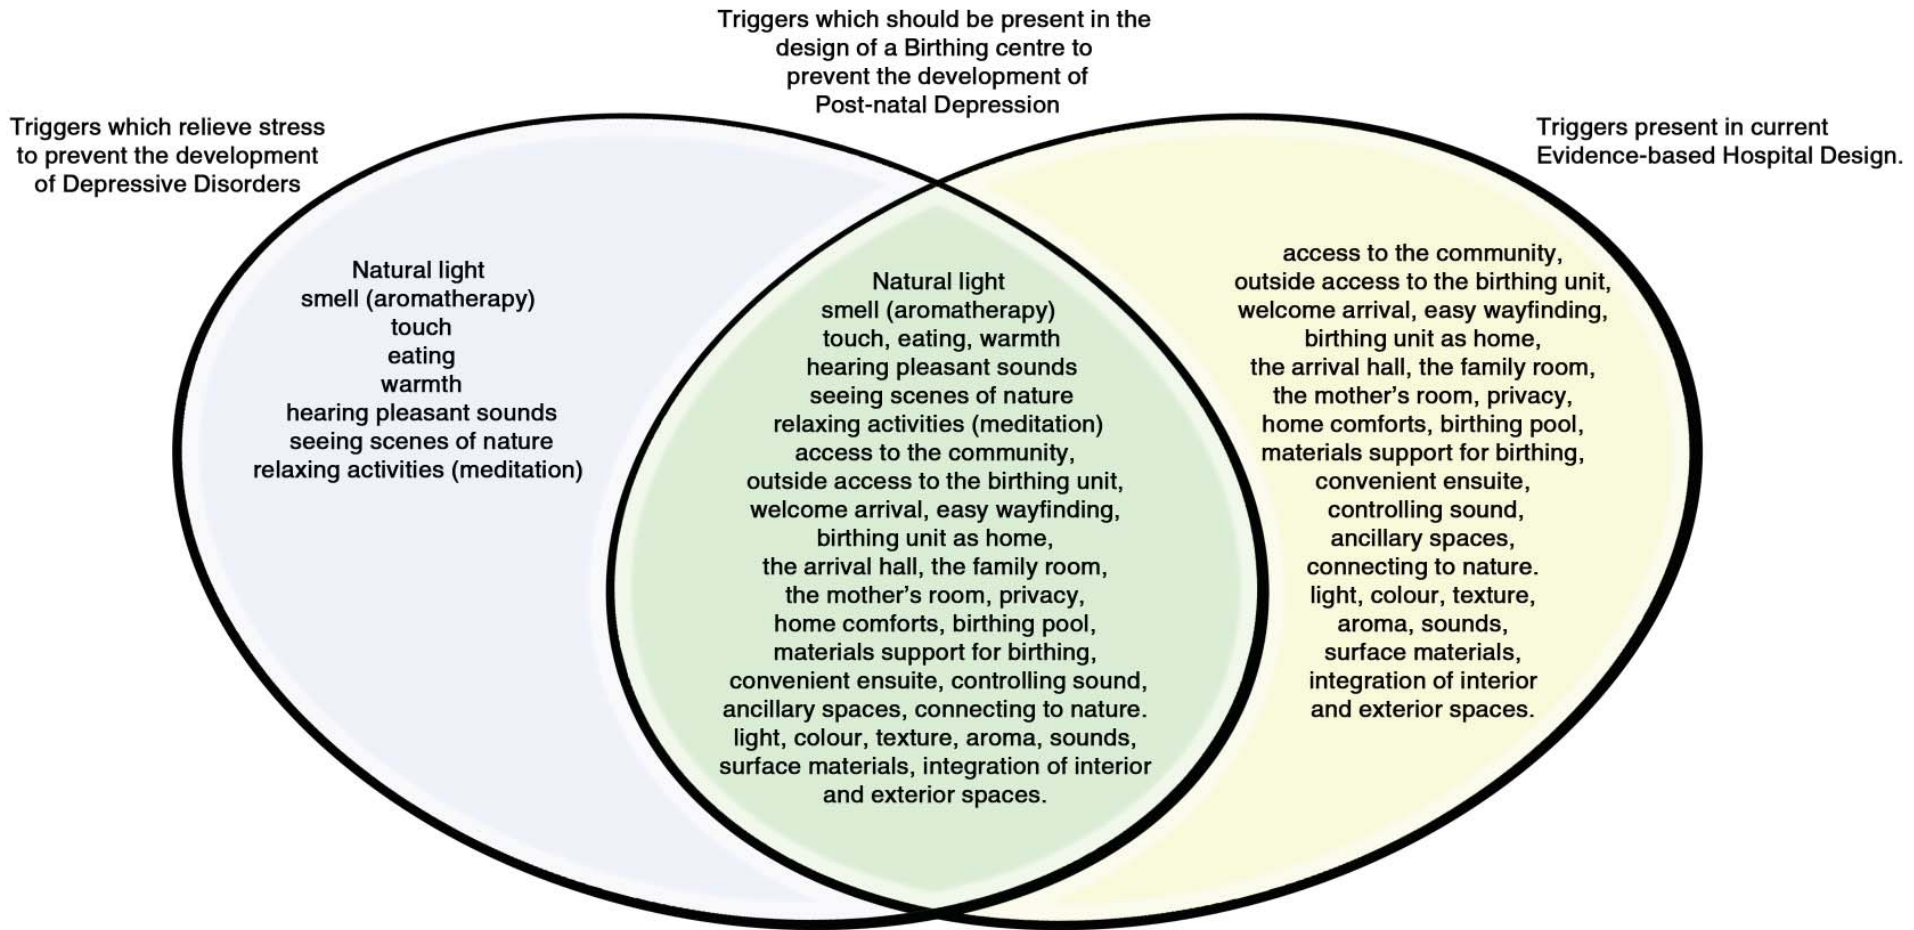 Triggers which should be present in the
design of a Birthing centre to
prevent the development of
Post-natal Depression
Triggers which relieve stress
to prevent the development
of Depressive Disorders
Triggers present in current
Evidence-based Hospital Design.
Natural light
smell (aromatherapy)
touch
eating
warmth
hearing pleasant sounds
seeing scenes of nature
relaxing activities (meditation)
Natural light
smell (aromatherapy)
touch, eating, warmth
hearing pleasant sounds
seeing scenes of nature
relaxing activities (meditation)
access to the community,
outside access to the birthing unit,
welcome arrival, easy wayfinding,
birthing unit as home,
the arrival hall, the family room,
the mother's room, privacy,
home comforts, birthing pool,
materials support for birthing,
convenient ensuite, controlling sound,
ancillary spaces, connecting to nature.
light, colour, texture, aroma, sounds,
surface materials, integration of interior
and exterior spaces.
access to the community,
outside access to the birthing unit,
welcome arrival, easy wayfinding,
birthing unit as home,
the arrival hall, the family room,
the mother's room, privacy,
home comforts, birthing pool,
materials support for birthing,
convenient ensuite,
controlling sound,
ancillary spaces,
connecting to nature.
light, colour, texture,
aroma, sounds,
surface materials,
integration of interior
and exterior spaces.